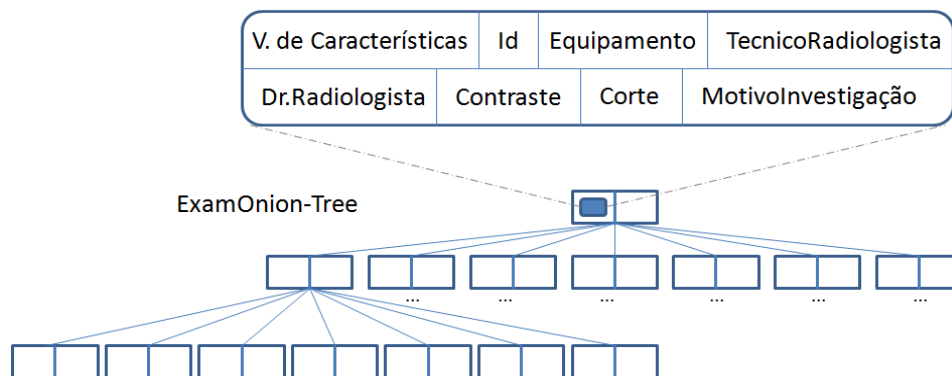 V. de Características Id Equipamento TecnicoRadiologista
Dr.Radiologista Contraste Corte MotivoInvestigação
ExamOnion-Tree
... ... ... ... ... ...